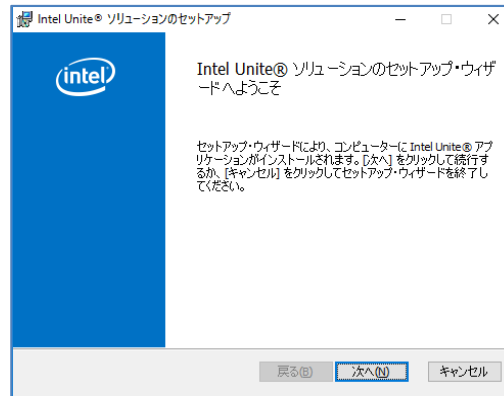 Intel Unite® ソリューションのセットアップ
intel
Intel Unite® ソリューションのセットアップ・ウィザ
ードへようこそ
セットアップ・ウィザードにより、コンピューターに Intel Unite® アプ
リケーションがインストールされます。[次へ] をクリックして続行す
るか、[キャンセル] をクリックしてセットアップ・ウィザードを終了し
てください。
戻る(B)
次へ(N)
キャンセル